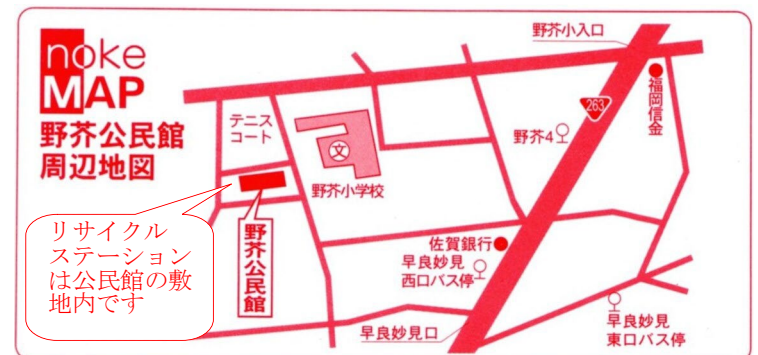 noke
MAP
野芥公民館
周辺地図
リサイクル
ステーション
は公民館の敷
地内です
テニス
コート
文
野芥小学校
野芥公民館
野芥小入口
263
福岡信金
野芥4
佐賀銀行
早良妙見
西口バス停
早良妙見口
早良妙見
東口バス停